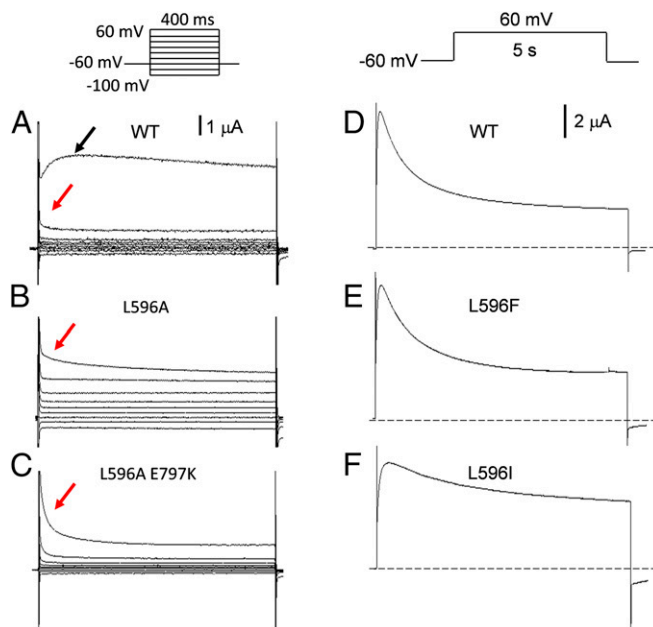 400 ms
60 mV
-60 mV
-100 mV
60 mV
5 s
-60 mV
A
WT
1 μA
B
L596A
C
L596A E797K
D
WT
2 μA
E
L596F
F
L596I